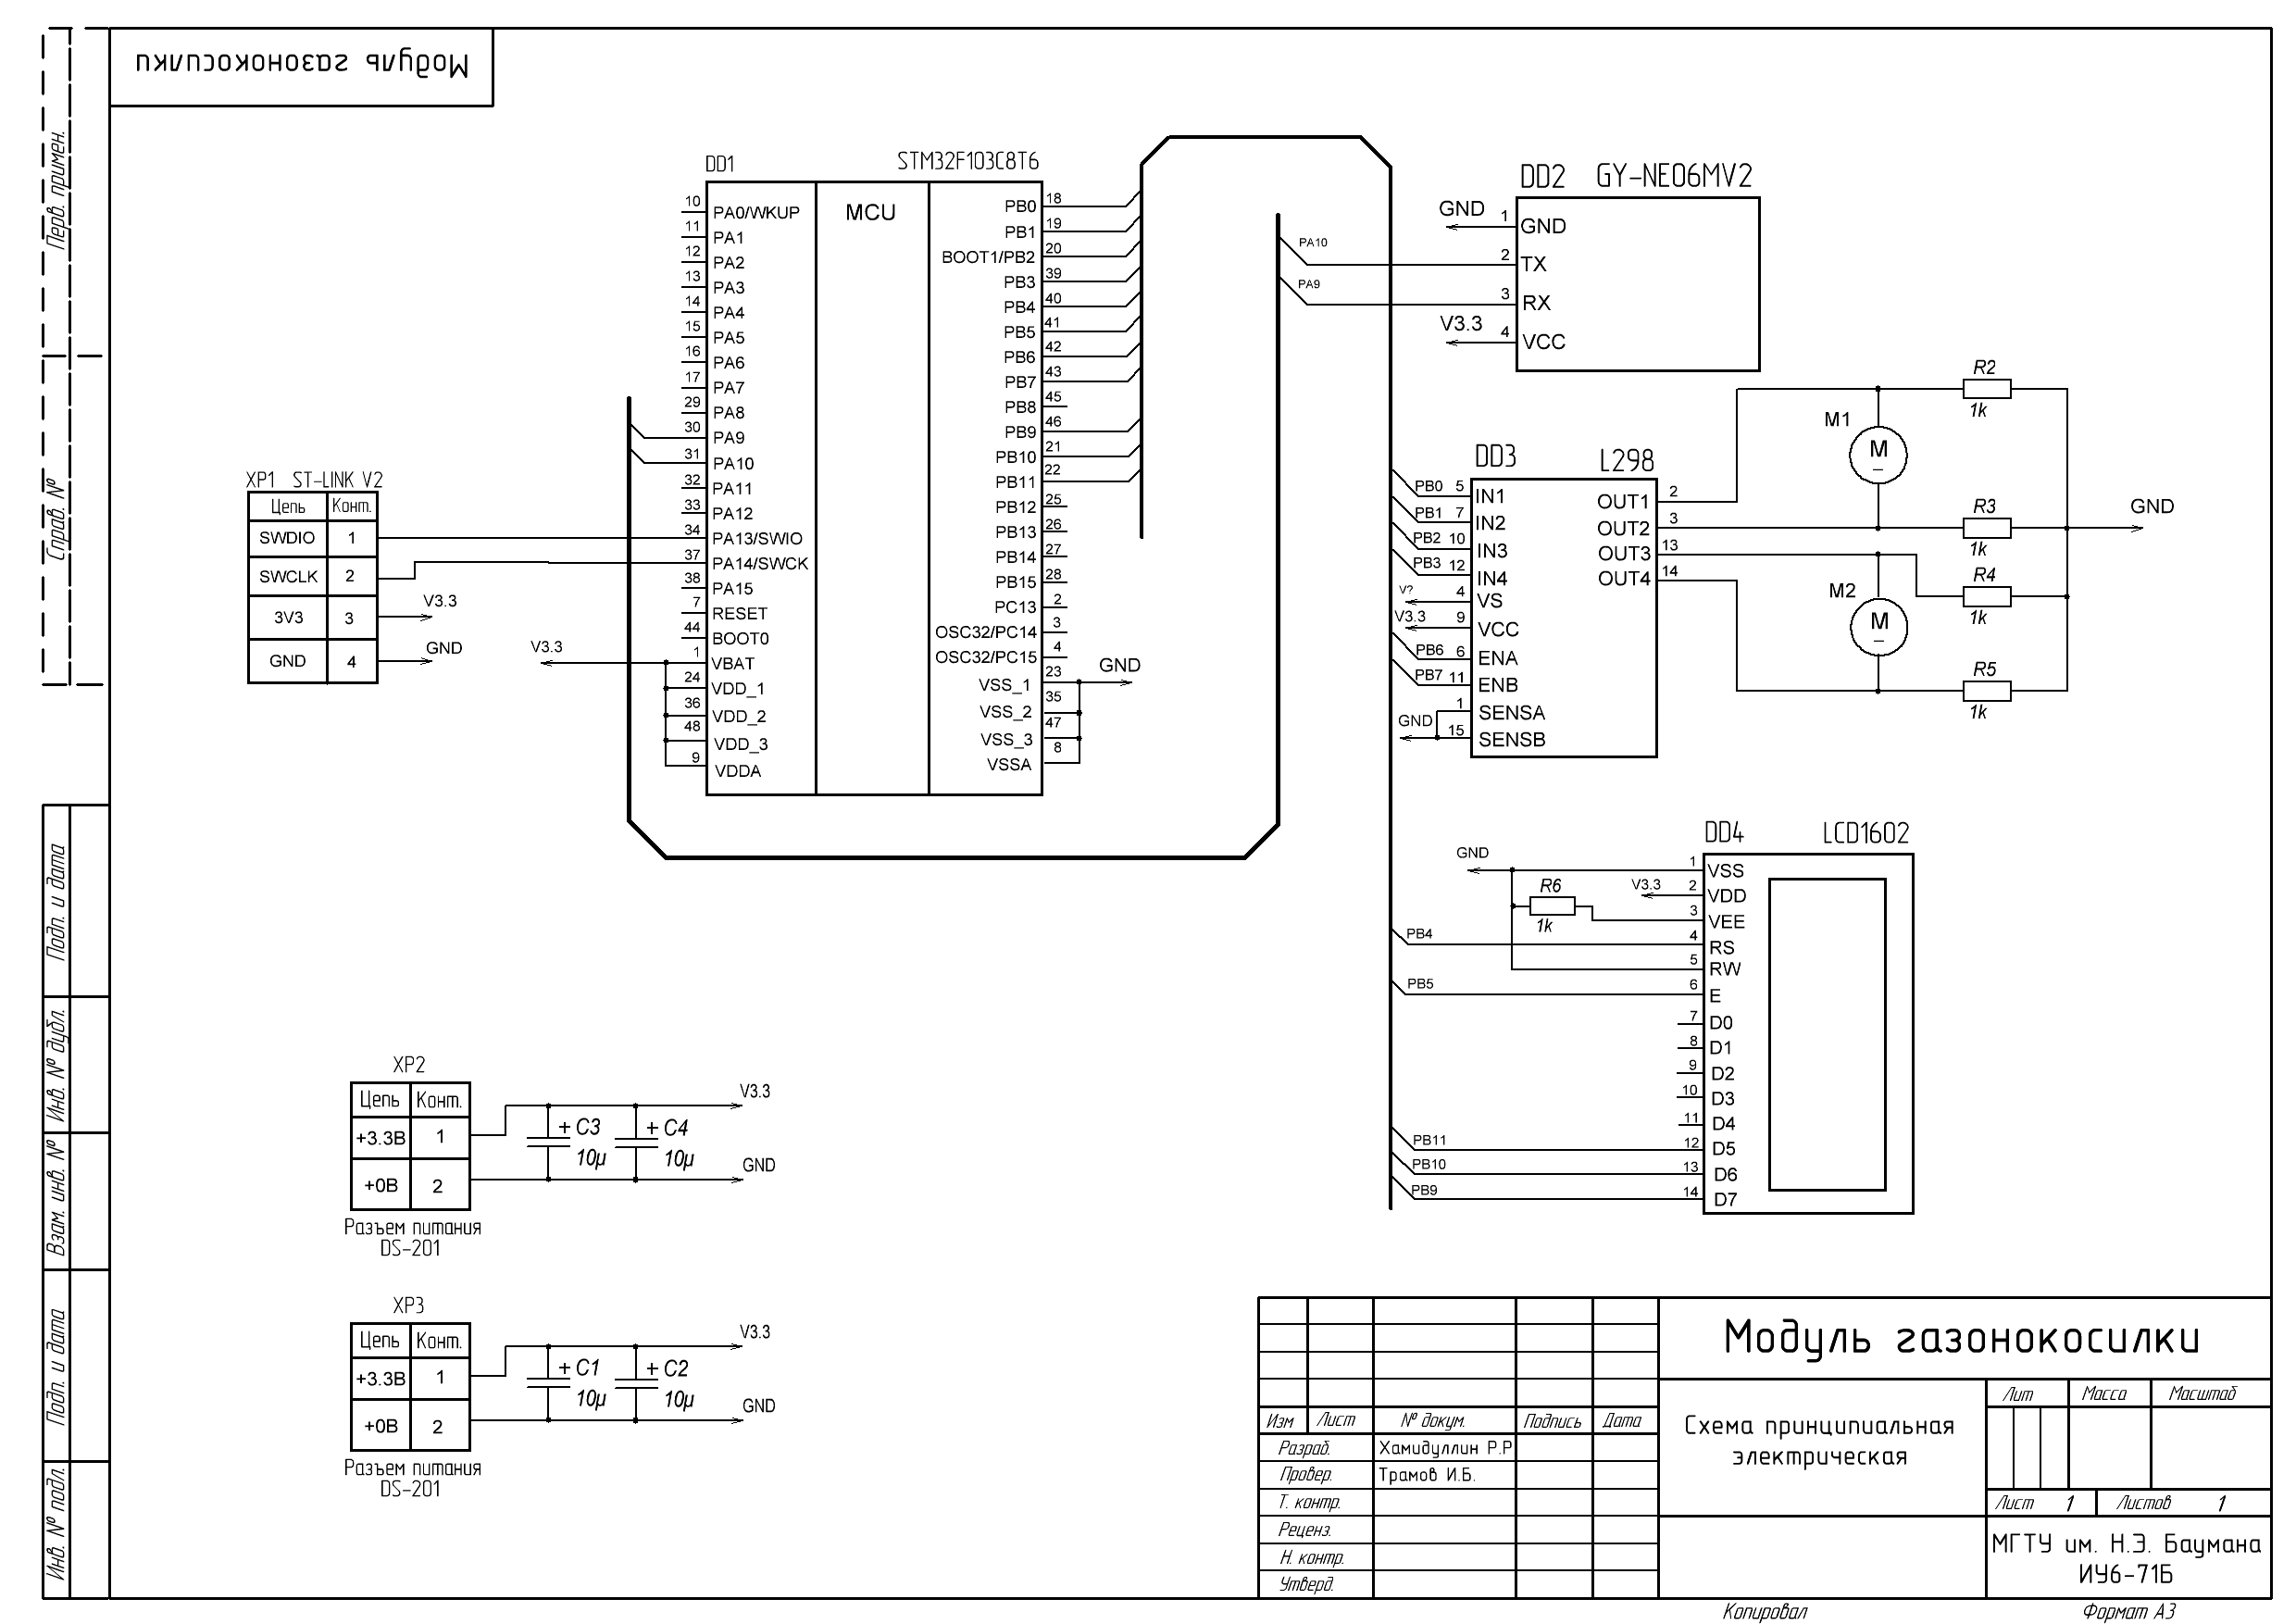 Модуль газонокосилки
Перв. примен.
Справ. №
Подп. и дата
Инв. № дубл.
Взам. инв. №
Подп. и дата
Инв. № подл.
DD1 STM32F103C8T6
MCU
10 PA0/WKUP
11 PA1
12 PA2
13 PA3
14 PA4
15 PA5
16 PA6
17 PA7
29 PA8
30 PA9
31 PA10
32 PA11
33 PA12
34 PA13/SWIO
37 PA14/SWCK
38 PA15
7 RESET
44 BOOT0
V3.3 1 VBAT
24 VDD_1
36 VDD_2
48 VDD_3
9 VDDA
PB0 18
PB1 19
BOOT1/PB2 20
PB3 39
PB4 40
PB5 41
PB6 42
PB7 43
PB8 45
PB9 46
PB10 21
PB11 22
PB12 25
PB13 26
PB14 27
PB15 28
PC13 2
OSC32/PC14 3
OSC32/PC15 4
VSS_1 23 GND
VSS_2 35
VSS_3 47
VSSA 8
XP1 ST-LINK V2
Цепь Конт.
SWDIO 1
SWCLK 2
3V3 3 V3.3
GND 4 GND
DD2 GY-NEO6MV2
GND 1 GND
PA10 2 TX
PA9 3 RX
V3.3 4 VCC
DD3 L298
PB0 5 IN1
PB1 7 IN2
PB2 10 IN3
PB3 12 IN4
V? 4 VS
V3.3 9 VCC
PB6 6 ENA
PB7 11 ENB
1 SENSA
GND 15 SENSB
OUT1 2
OUT2 3
OUT3 13
OUT4 14
M1
M
M2
M
R2
1k
R3
1k
R4
1k
R5
1k
GND
DD4 LCD1602
GND 1 VSS
V3.3 2 VDD
3 VEE
R6
1k
PB4 4 RS
5 RW
PB5 6 E
7 D0
8 D1
9 D2
10 D3
11 D4
PB11 12 D5
PB10 13 D6
PB9 14 D7
XP2
Цепь Конт.
+3.3В 1
+0В 2
V3.3
+ C3 + C4
10µ 10µ
GND
Разъем питания
DS-201
XP3
Цепь Конт.
+3.3В 1
+0В 2
V3.3
+ C1 + C2
10µ 10µ
GND
Разъем питания
DS-201
Модуль газонокосилки
Изм Лист № докум. Подпись Дата
Разраб. Хамидуллин Р.Р
Провер. Трамов И.Б.
Т. контр.
Реценз.
Н. контр.
Утверд.
Схема принципиальная
электрическая
Лит Масса Масштаб
Лист 1 Листов 1
МГТУ им. Н.Э. Баумана
ИУ6-71Б
Копировал Формат А3